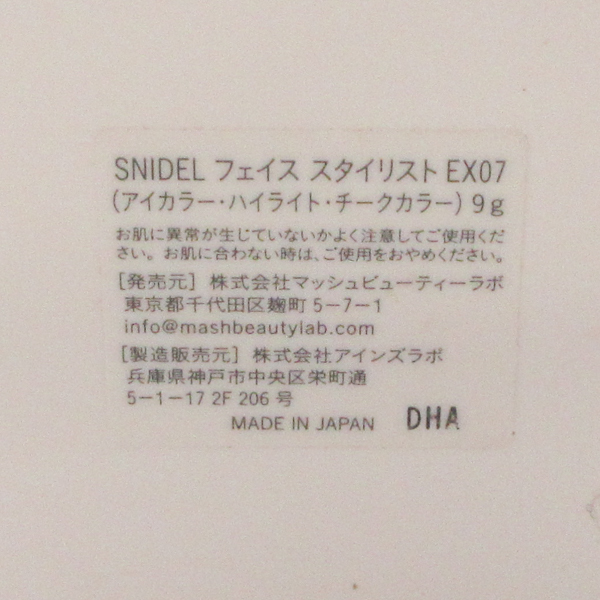 SNIDEL フェイス スタイリスト EX07
(アイカラー・ハイライト・チークカラー) 9g
お肌に異常が生じていないかよく注意してご使用くだ
さい。お肌に合わない時は、ご使用をおやめください。
[発売元] 株式会社マッシュビューティーラボ
東京都千代田区麹町 5-7-1
info@mashbeautylab.com
[製造販売元] 株式会社アインズラボ
兵庫県神戸市中央区栄町通
5-1-17 2F 206 号
MADE IN JAPAN DHA